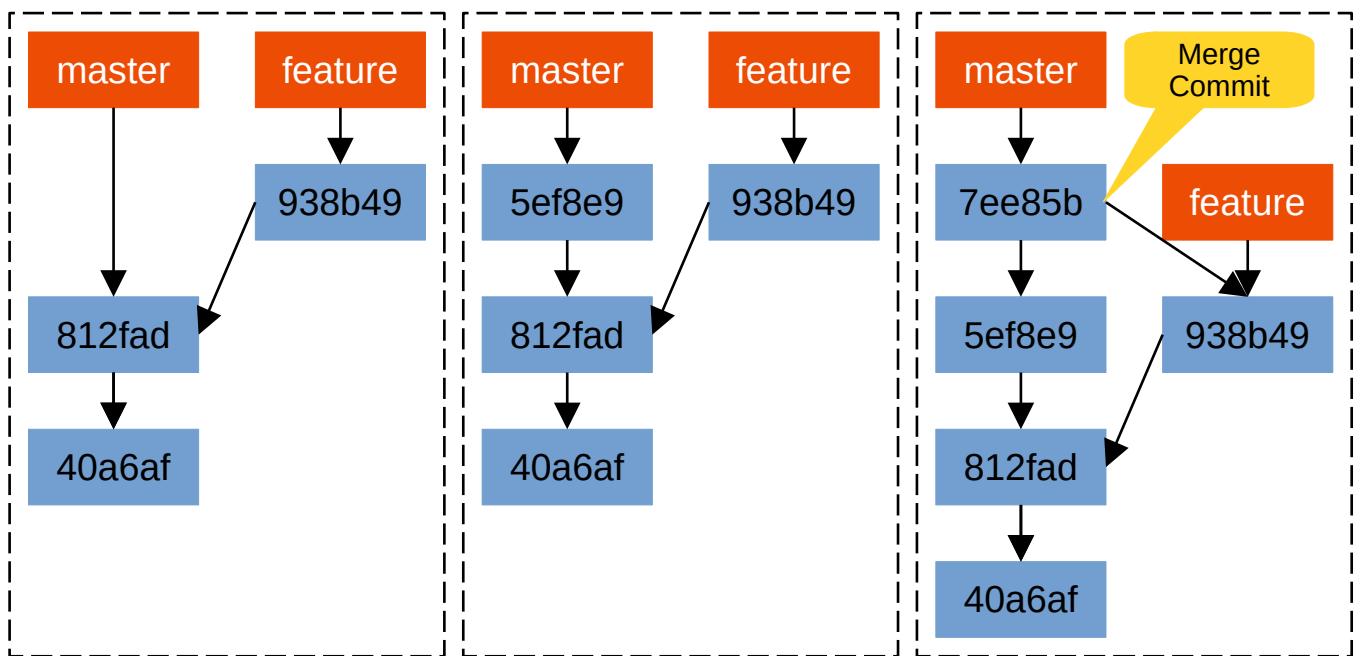 master
feature
938b49
812fad
40a6af
master
feature
5ef8e9
938b49
812fad
40a6af
master
Merge
Commit
7ee85b
feature
5ef8e9
938b49
812fad
40a6af